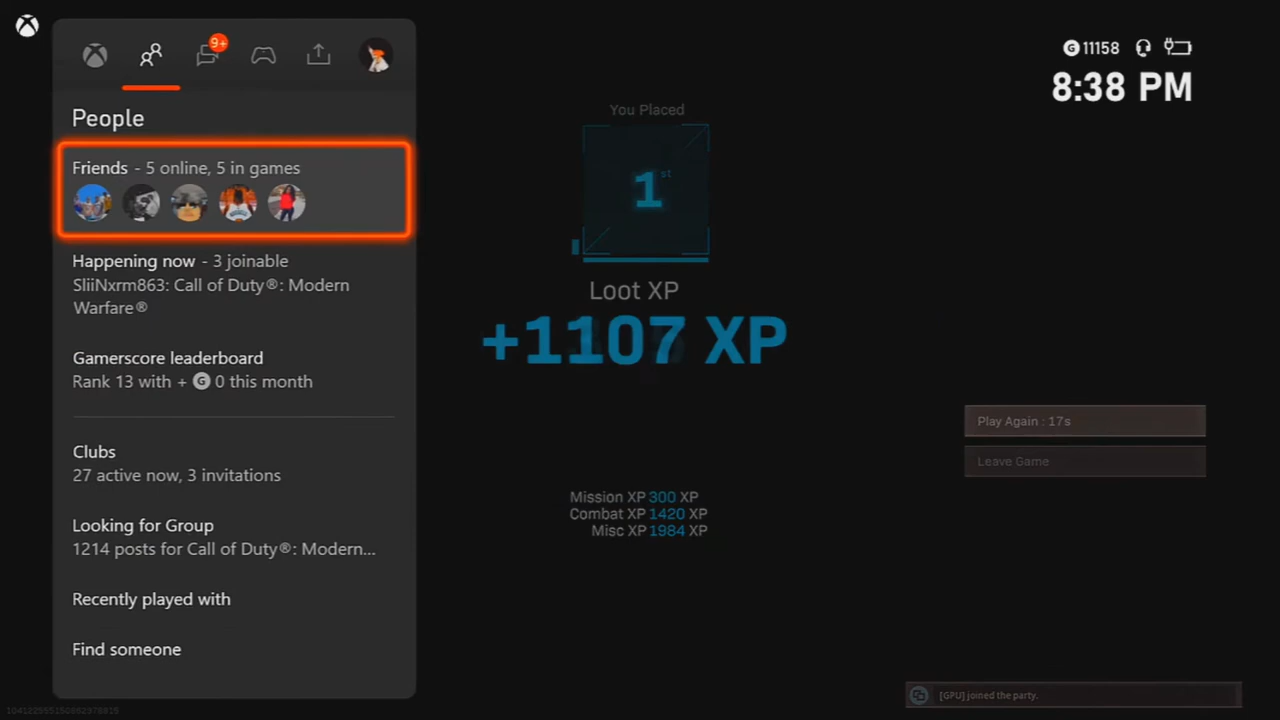 9+
People
Friends - 5 online, 5 in games
Happening now - 3 joinable
SliiNxrm863: Call of Duty®: Modern
Warfare®
Gamerscore leaderboard
Rank 13 with + G 0 this month
Clubs
27 active now, 3 invitations
Looking for Group
1214 posts for Call of Duty®: Modern...
Recently played with
Find someone
You Placed
1st
Loot XP
+1107 XP
Mission XP 300 XP
Combat XP 1420 XP
Misc XP 1984 XP
G 11158
8:38 PM
Play Again : 17s
Leave Game
[GPU] joined the party.